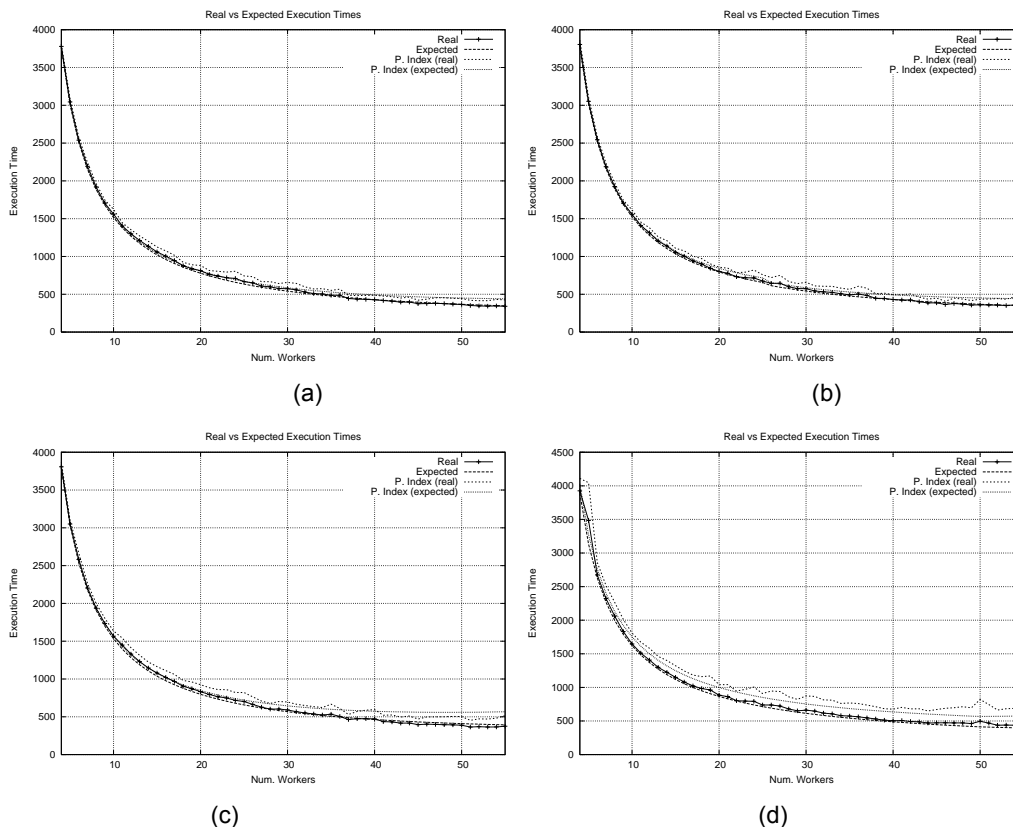 Real vs Expected Execution Times
Real
Expected
P. Index (real)
P. Index (expected)
4000
3500
3000
2500
2000
1500
1000
500
0
Execution Time
10
20
30
40
50
Num. Workers
(a)
Real vs Expected Execution Times
Real
Expected
P. Index (real)
P. Index (expected)
4000
3500
3000
2500
2000
1500
1000
500
0
Execution Time
10
20
30
40
50
Num. Workers
(b)
Real vs Expected Execution Times
Real
Expected
P. Index (real)
P. Index (expected)
4000
3500
3000
2500
2000
1500
1000
500
0
Execution Time
10
20
30
40
50
Num. Workers
(c)
Real vs Expected Execution Times
Real
Expected
P. Index (real)
P. Index (expected)
4500
4000
3500
3000
2500
2000
1500
1000
500
0
Execution Time
10
20
30
40
50
Num. Workers
(d)